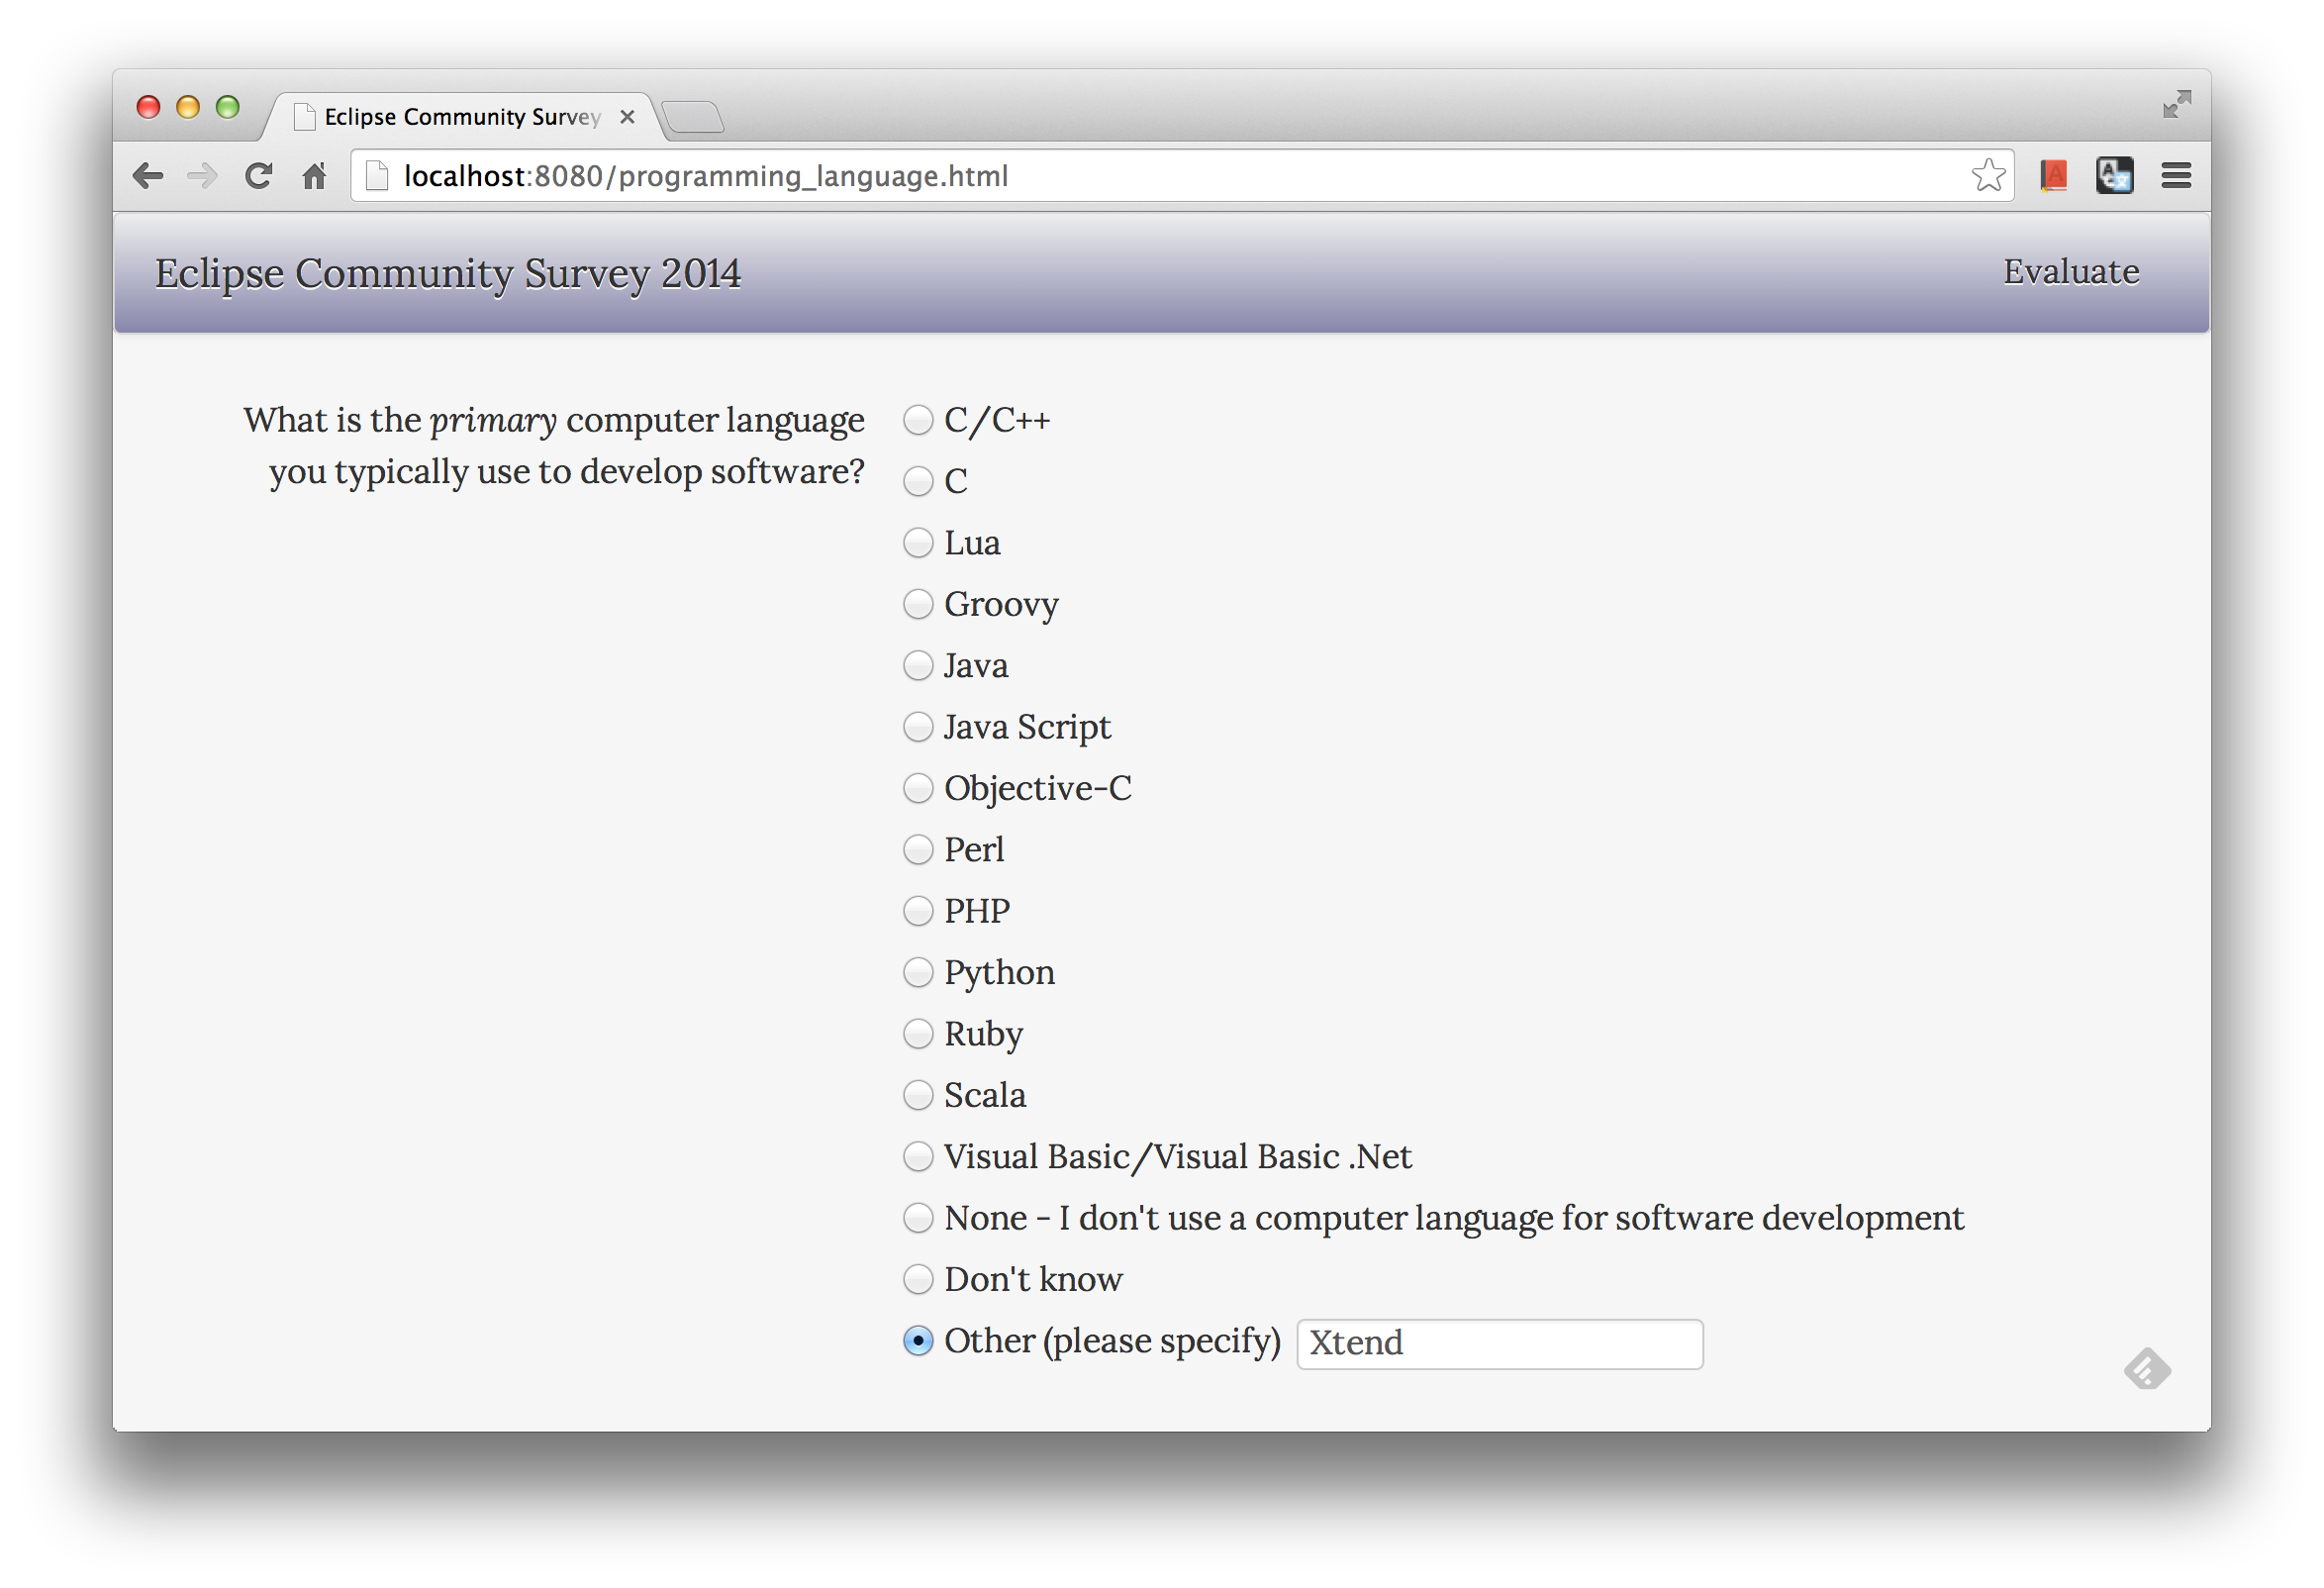 Eclipse Community Survey
localhost:8080/programming_language.html
Eclipse Community Survey 2014
Evaluate
What is the primary computer language
you typically use to develop software?
C/C++
C
Lua
Groovy
Java
Java Script
Objective-C
Perl
PHP
Python
Ruby
Scala
Visual Basic/Visual Basic .Net
None - I don't use a computer language for software development
Don't know
Other (please specify) Xtend